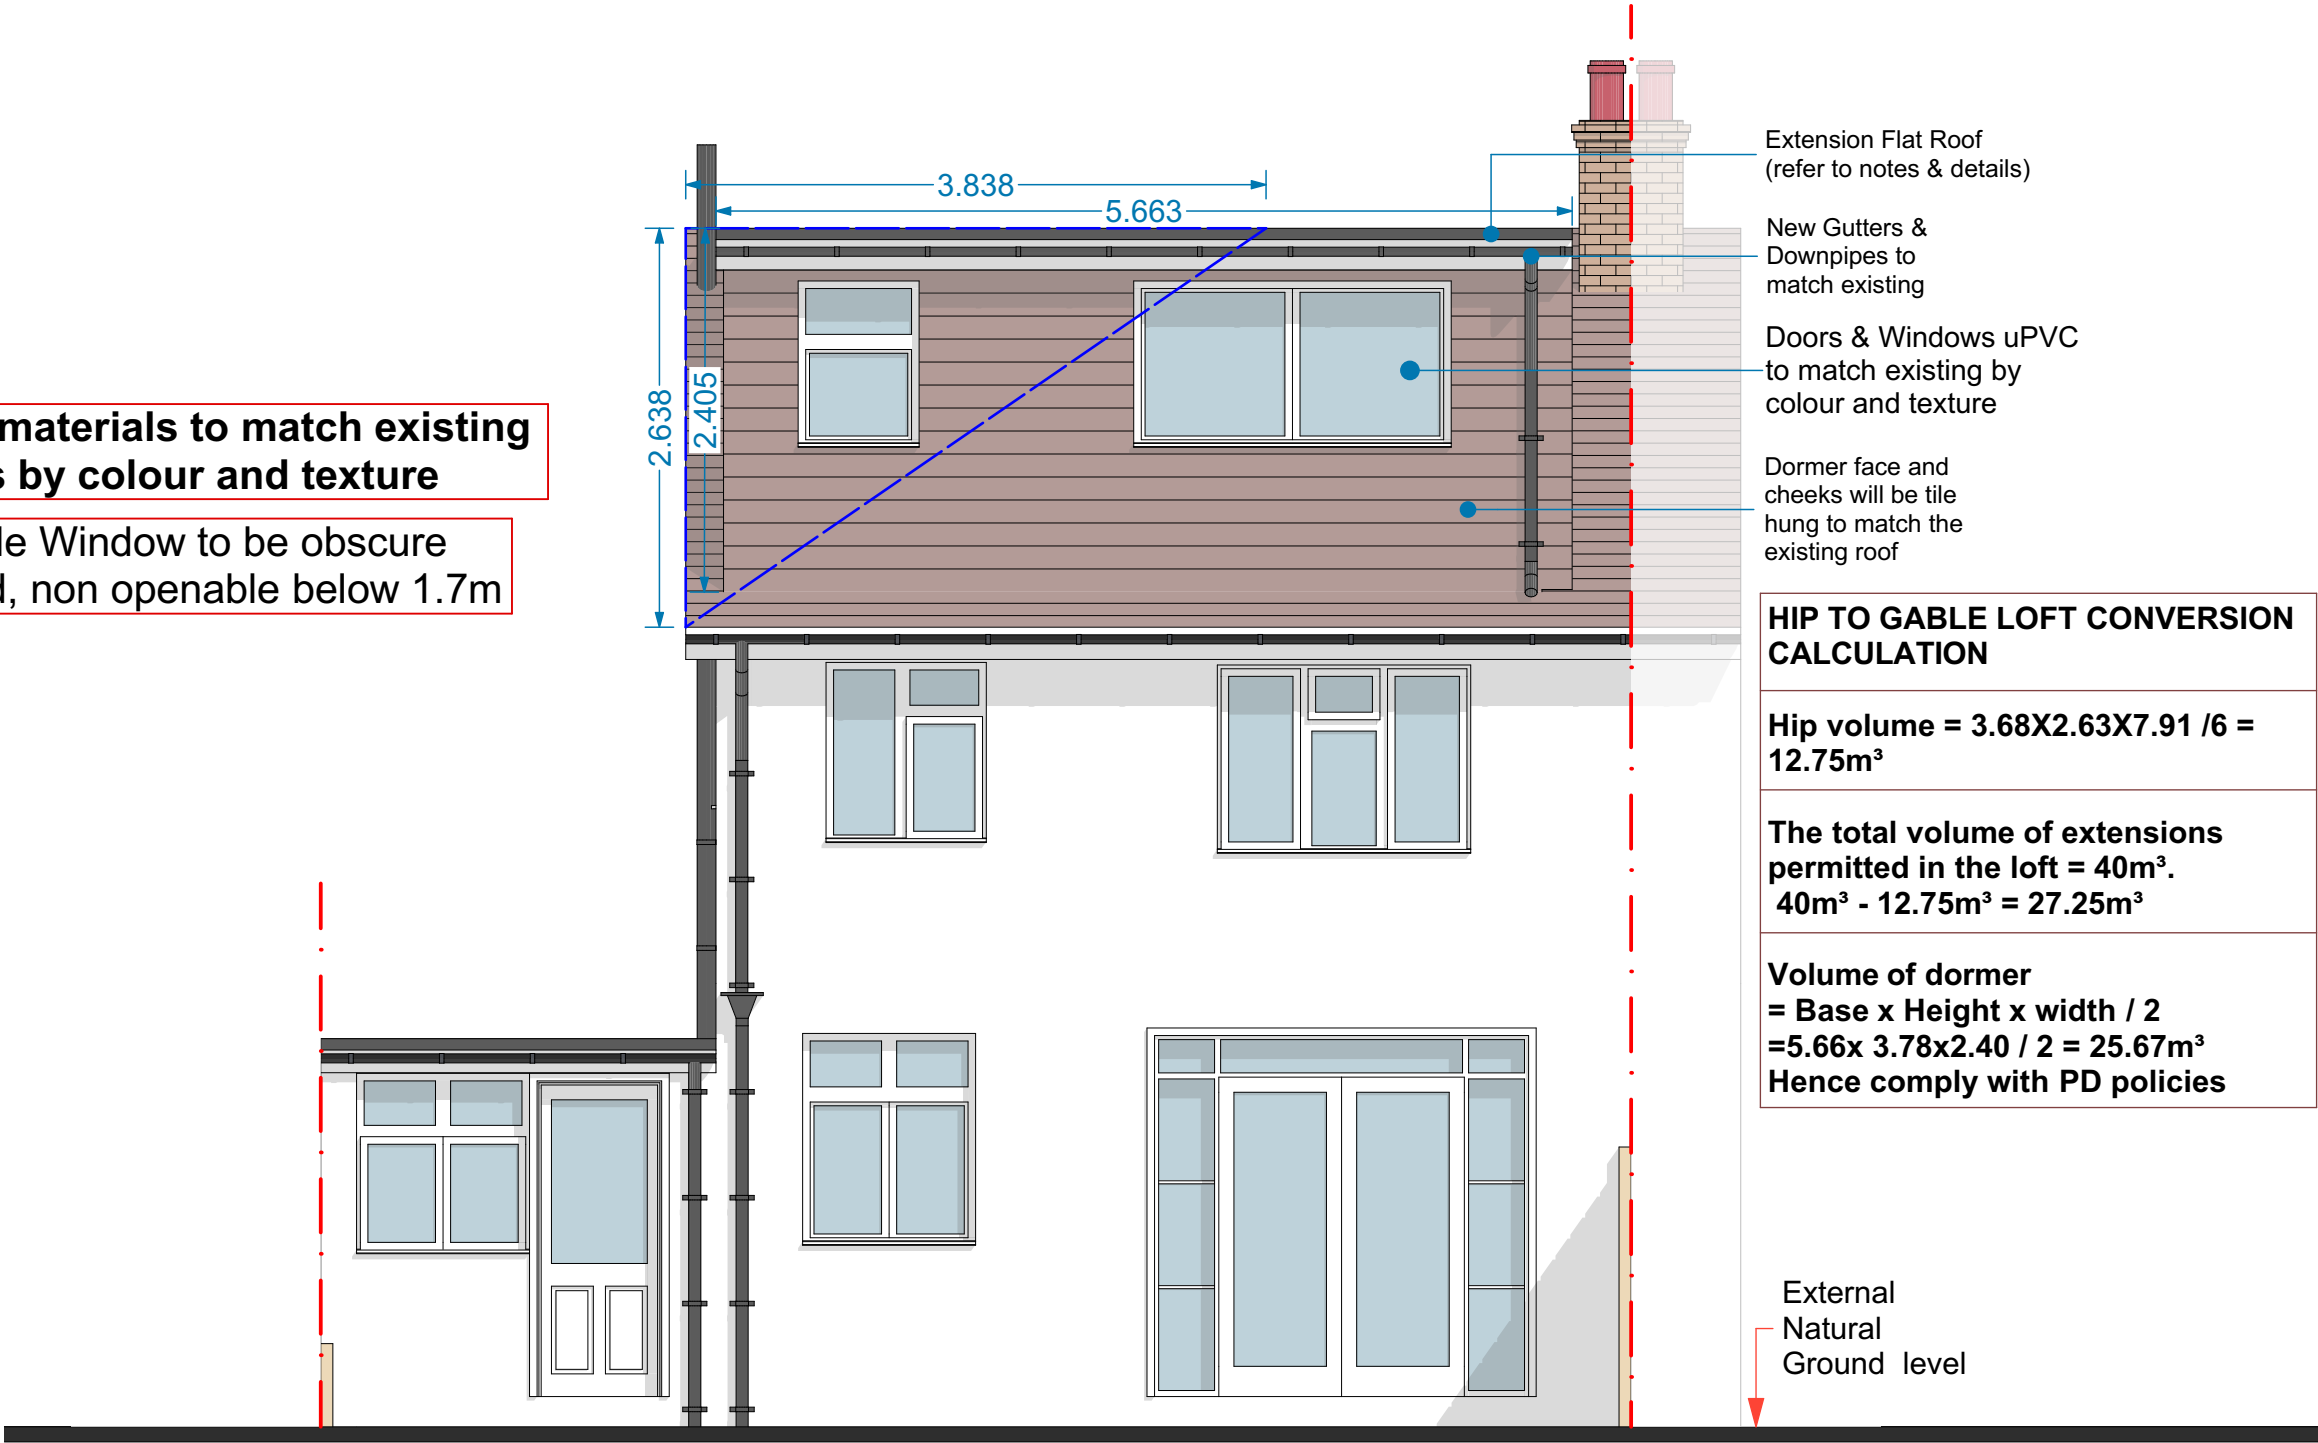 3.838
5.663
2.638
2.405
Extension Flat Roof
(refer to notes & details)
New Gutters &
Downpipes to
match existing
Doors & Windows uPVC
to match existing by
colour and texture
Dormer face and
cheeks will be tile
hung to match the
existing roof
materials to match existing
by colour and texture
Window to be obscure
non openable below 1.7m
HIP TO GABLE LOFT CONVERSION
CALCULATION
Hip volume = 3.68X2.63X7.91 /6 =
12.75m³
The total volume of extensions
permitted in the loft = 40m³.
40m³ - 12.75m³ = 27.25m³
Volume of dormer
= Base x Height x width / 2
=5.66x 3.78x2.40 / 2 = 25.67m³
Hence comply with PD policies
External
Natural
Ground level